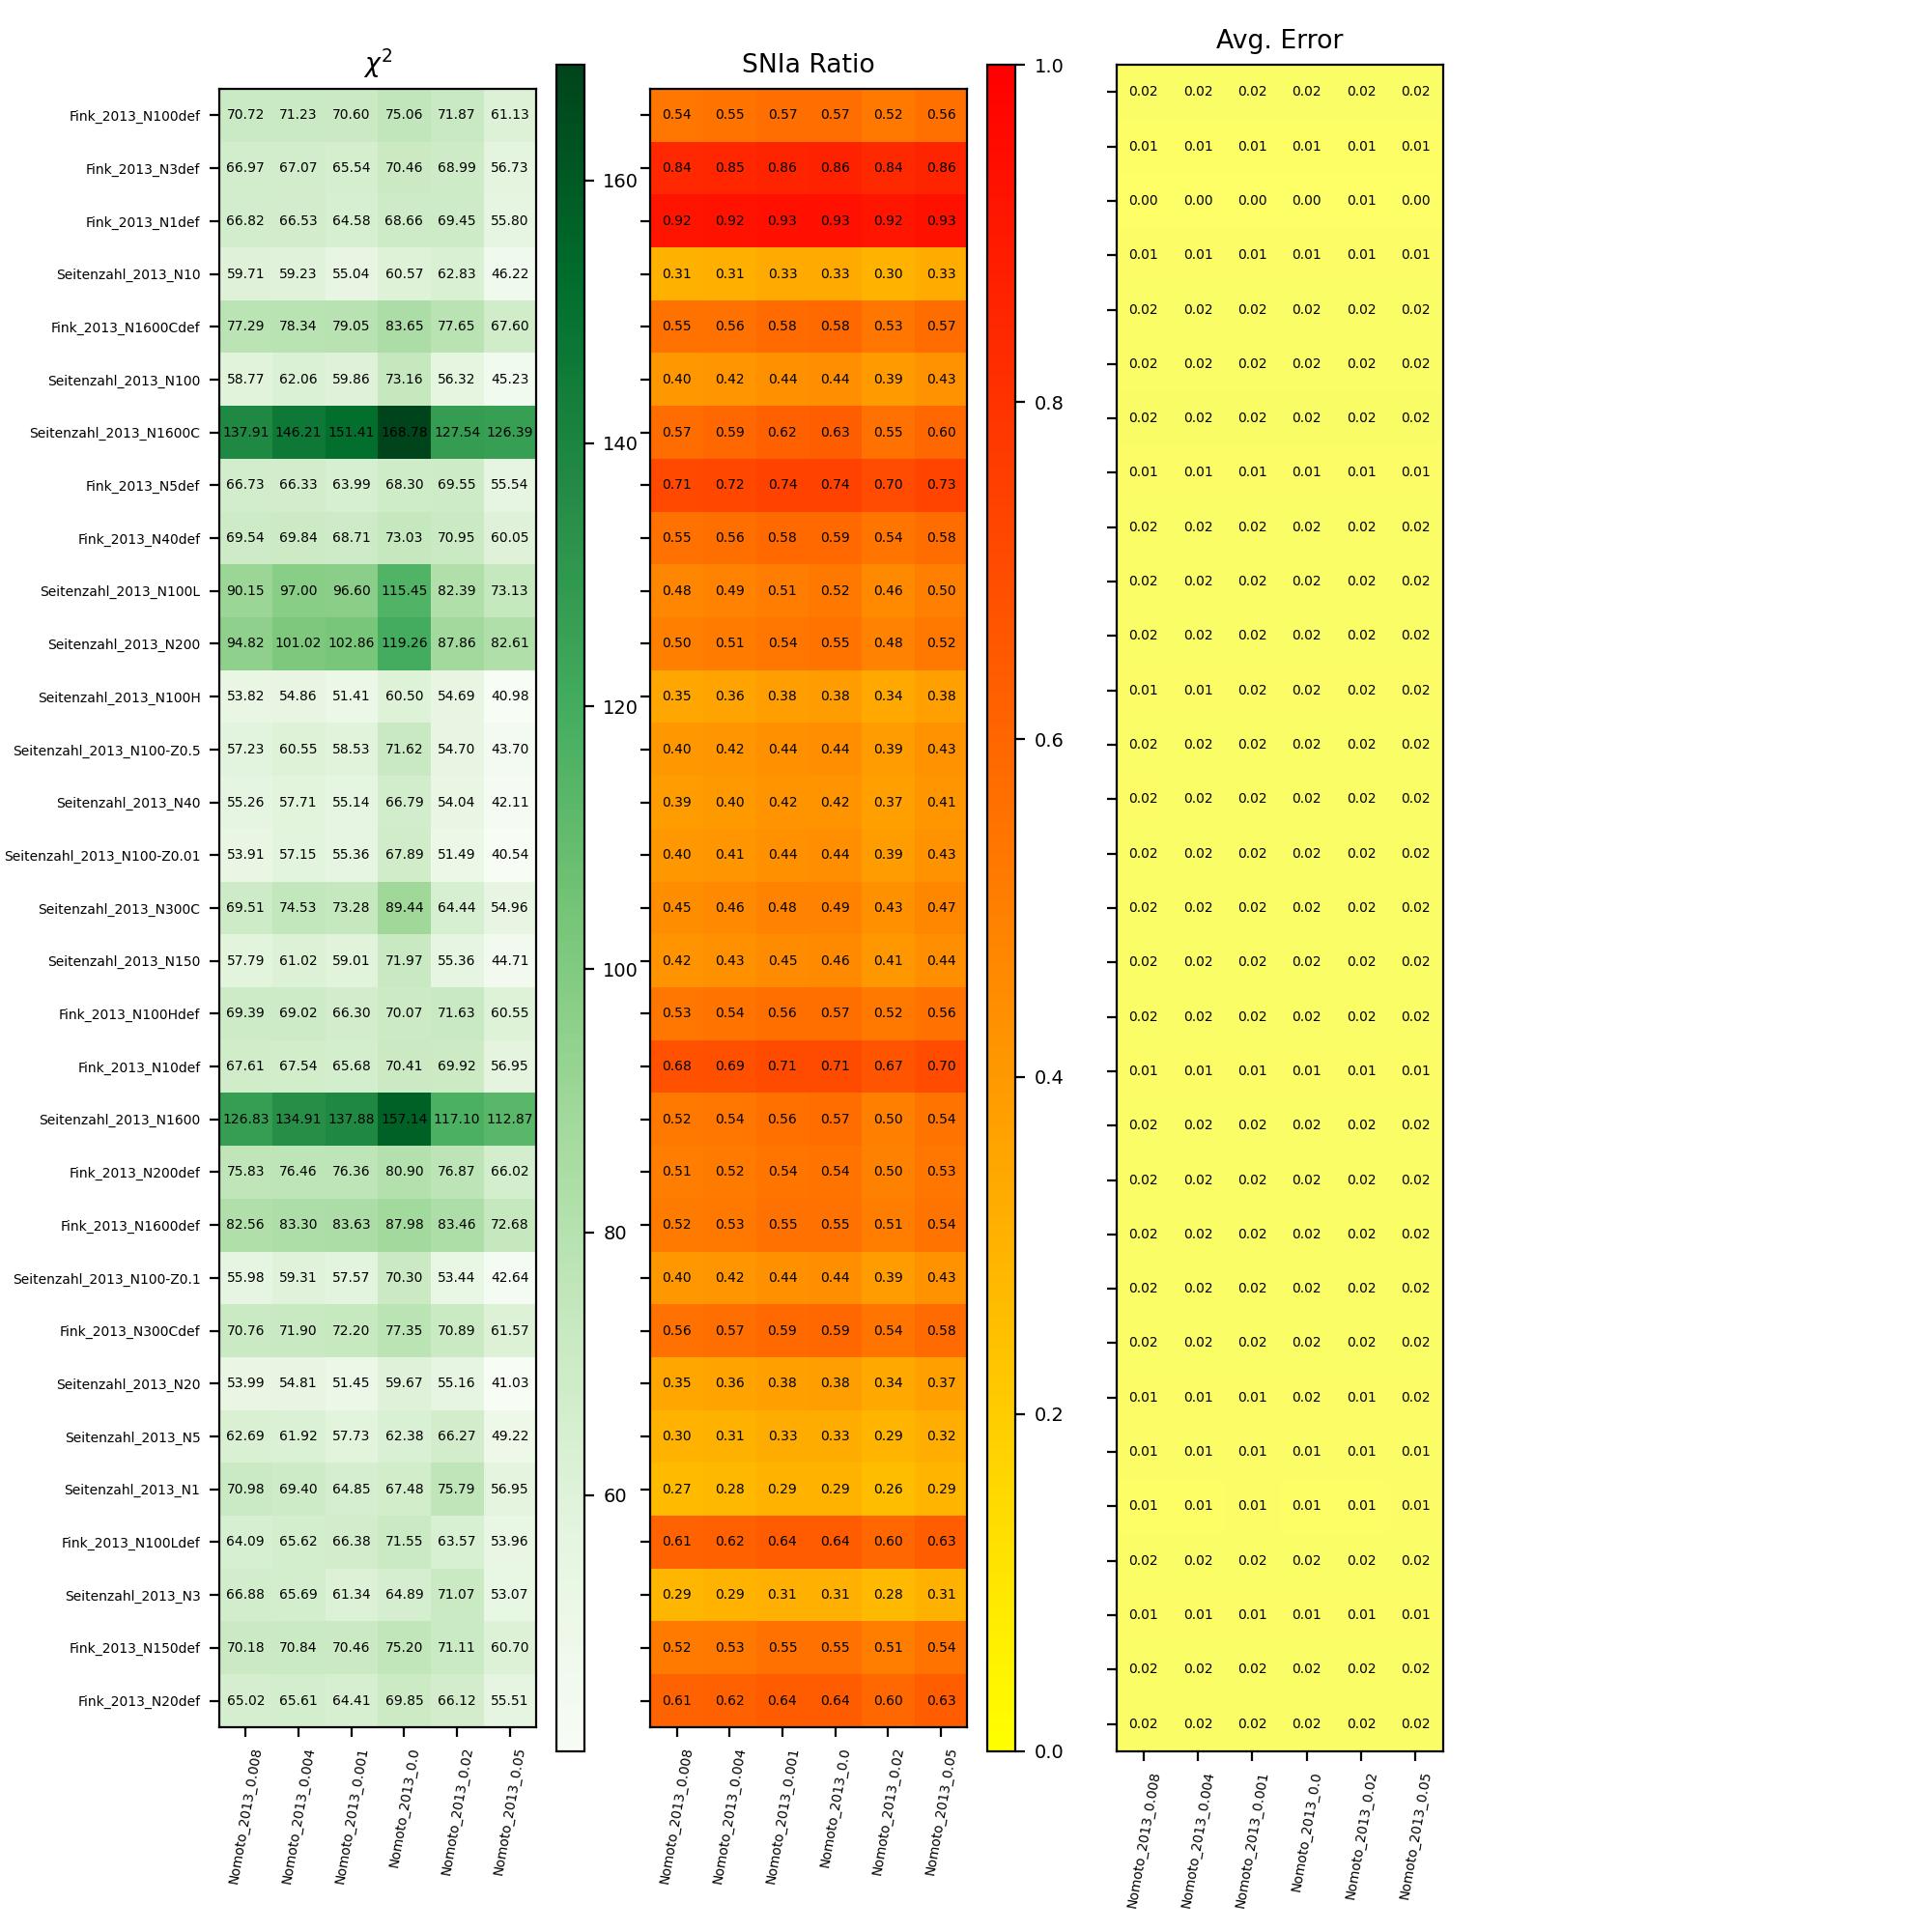 χ²
SNIa Ratio
Avg. Error
Fink_2013_N100def 70.72 71.23 70.60 75.06 71.87 61.13 0.54 0.55 0.57 0.57 0.52 0.56 0.02 0.02 0.02 0.02 0.02 0.02
Fink_2013_N3def 66.97 67.07 65.54 70.46 68.99 56.73 0.84 0.85 0.86 0.86 0.84 0.86 0.01 0.01 0.01 0.01 0.01 0.01
Fink_2013_N1def 66.82 66.53 64.58 68.66 69.45 55.80 0.92 0.92 0.93 0.93 0.92 0.93 0.00 0.00 0.00 0.00 0.01 0.00
Seitenzahl_2013_N10 59.71 59.23 55.04 60.57 62.83 46.22 0.31 0.31 0.33 0.33 0.30 0.33 0.01 0.01 0.01 0.01 0.01 0.01
Fink_2013_N1600Cdef 77.29 78.34 79.05 83.65 77.65 67.60 0.55 0.56 0.58 0.58 0.53 0.57 0.02 0.02 0.02 0.02 0.02 0.02
Seitenzahl_2013_N100 58.77 62.06 59.86 73.16 56.32 45.23 0.40 0.42 0.44 0.44 0.39 0.43 0.02 0.02 0.02 0.02 0.02 0.02
Seitenzahl_2013_N1600C 137.91 146.21 151.41 168.78 127.54 126.39 0.57 0.59 0.62 0.63 0.55 0.60 0.02 0.02 0.02 0.02 0.02 0.02
Fink_2013_N5def 66.73 66.33 63.99 68.30 69.55 55.54 0.71 0.72 0.74 0.74 0.70 0.73 0.01 0.01 0.01 0.01 0.01 0.01
Fink_2013_N40def 69.54 69.84 68.71 73.03 70.95 60.05 0.55 0.56 0.58 0.59 0.54 0.58 0.02 0.02 0.02 0.02 0.02 0.02
Seitenzahl_2013_N100L 90.15 97.00 96.60 115.45 82.39 73.13 0.48 0.49 0.51 0.52 0.46 0.50 0.02 0.02 0.02 0.02 0.02 0.02
Seitenzahl_2013_N200 94.82 101.02 102.86 119.26 87.86 82.61 0.50 0.51 0.54 0.55 0.48 0.52 0.02 0.02 0.02 0.02 0.02 0.02
Seitenzahl_2013_N100H 53.82 54.86 51.41 60.50 54.69 40.98 0.35 0.36 0.38 0.38 0.34 0.38 0.01 0.01 0.02 0.02 0.02 0.02
Seitenzahl_2013_N100-Z0.5 57.23 60.55 58.53 71.62 54.70 43.70 0.40 0.42 0.44 0.44 0.39 0.43 0.02 0.02 0.02 0.02 0.02 0.02
Seitenzahl_2013_N40 55.26 57.71 55.14 66.79 54.04 42.11 0.39 0.40 0.42 0.42 0.37 0.41 0.02 0.02 0.02 0.02 0.02 0.02
Seitenzahl_2013_N100-Z0.01 53.91 57.15 55.36 67.89 51.49 40.54 0.40 0.41 0.44 0.44 0.39 0.43 0.02 0.02 0.02 0.02 0.02 0.02
Seitenzahl_2013_N300C 69.51 74.53 73.28 89.44 64.44 54.96 0.45 0.46 0.48 0.49 0.43 0.47 0.02 0.02 0.02 0.02 0.02 0.02
Seitenzahl_2013_N150 57.79 61.02 59.01 71.97 55.36 44.71 0.42 0.43 0.45 0.46 0.41 0.44 0.02 0.02 0.02 0.02 0.02 0.02
Fink_2013_N100Hdef 69.39 69.02 66.30 70.07 71.63 60.55 0.53 0.54 0.56 0.57 0.52 0.56 0.02 0.02 0.02 0.02 0.02 0.02
Fink_2013_N10def 67.61 67.54 65.68 70.41 69.92 56.95 0.68 0.69 0.71 0.71 0.67 0.70 0.01 0.01 0.01 0.01 0.01 0.01
Seitenzahl_2013_N1600 126.83 134.91 137.88 157.14 117.10 112.87 0.52 0.54 0.56 0.57 0.50 0.54 0.02 0.02 0.02 0.02 0.02 0.02
Fink_2013_N200def 75.83 76.46 76.36 80.90 76.87 66.02 0.51 0.52 0.54 0.54 0.50 0.53 0.02 0.02 0.02 0.02 0.02 0.02
Fink_2013_N1600def 82.56 83.30 83.63 87.98 83.46 72.68 0.52 0.53 0.55 0.55 0.51 0.54 0.02 0.02 0.02 0.02 0.02 0.02
Seitenzahl_2013_N100-Z0.1 55.98 59.31 57.57 70.30 53.44 42.64 0.40 0.42 0.44 0.44 0.39 0.43 0.02 0.02 0.02 0.02 0.02 0.02
Fink_2013_N300Cdef 70.76 71.90 72.20 77.35 70.89 61.57 0.56 0.57 0.59 0.59 0.54 0.58 0.02 0.02 0.02 0.02 0.02 0.02
Seitenzahl_2013_N20 53.99 54.81 51.45 59.67 55.16 41.03 0.35 0.36 0.38 0.38 0.34 0.37 0.01 0.01 0.01 0.02 0.01 0.02
Seitenzahl_2013_N5 62.69 61.92 57.73 62.38 66.27 49.22 0.30 0.31 0.33 0.33 0.29 0.32 0.01 0.01 0.01 0.01 0.01 0.01
Seitenzahl_2013_N1 70.98 69.40 64.85 67.48 75.79 56.95 0.27 0.28 0.29 0.29 0.26 0.29 0.01 0.01 0.01 0.01 0.01 0.01
Fink_2013_N100Ldef 64.09 65.62 66.38 71.55 63.57 53.96 0.61 0.62 0.64 0.64 0.60 0.63 0.02 0.02 0.02 0.02 0.02 0.02
Seitenzahl_2013_N3 66.88 65.69 61.34 64.89 71.07 53.07 0.29 0.29 0.31 0.31 0.28 0.31 0.01 0.01 0.01 0.01 0.01 0.01
Fink_2013_N150def 70.18 70.84 70.46 75.20 71.11 60.70 0.52 0.53 0.55 0.55 0.51 0.54 0.02 0.02 0.02 0.02 0.02 0.02
Fink_2013_N20def 65.02 65.61 64.41 69.85 66.12 55.51 0.61 0.62 0.64 0.64 0.60 0.63 0.02 0.02 0.02 0.02 0.02 0.02
160
140
120
100
80
60
1.0
0.8
0.6
0.4
0.2
0.0
Nomoto_2013_0.008
Nomoto_2013_0.004
Nomoto_2013_0.001
Nomoto_2013_0.0
Nomoto_2013_0.02
Nomoto_2013_0.05
Nomoto_2013_0.008
Nomoto_2013_0.004
Nomoto_2013_0.001
Nomoto_2013_0.0
Nomoto_2013_0.02
Nomoto_2013_0.05
Nomoto_2013_0.008
Nomoto_2013_0.004
Nomoto_2013_0.001
Nomoto_2013_0.0
Nomoto_2013_0.02
Nomoto_2013_0.05